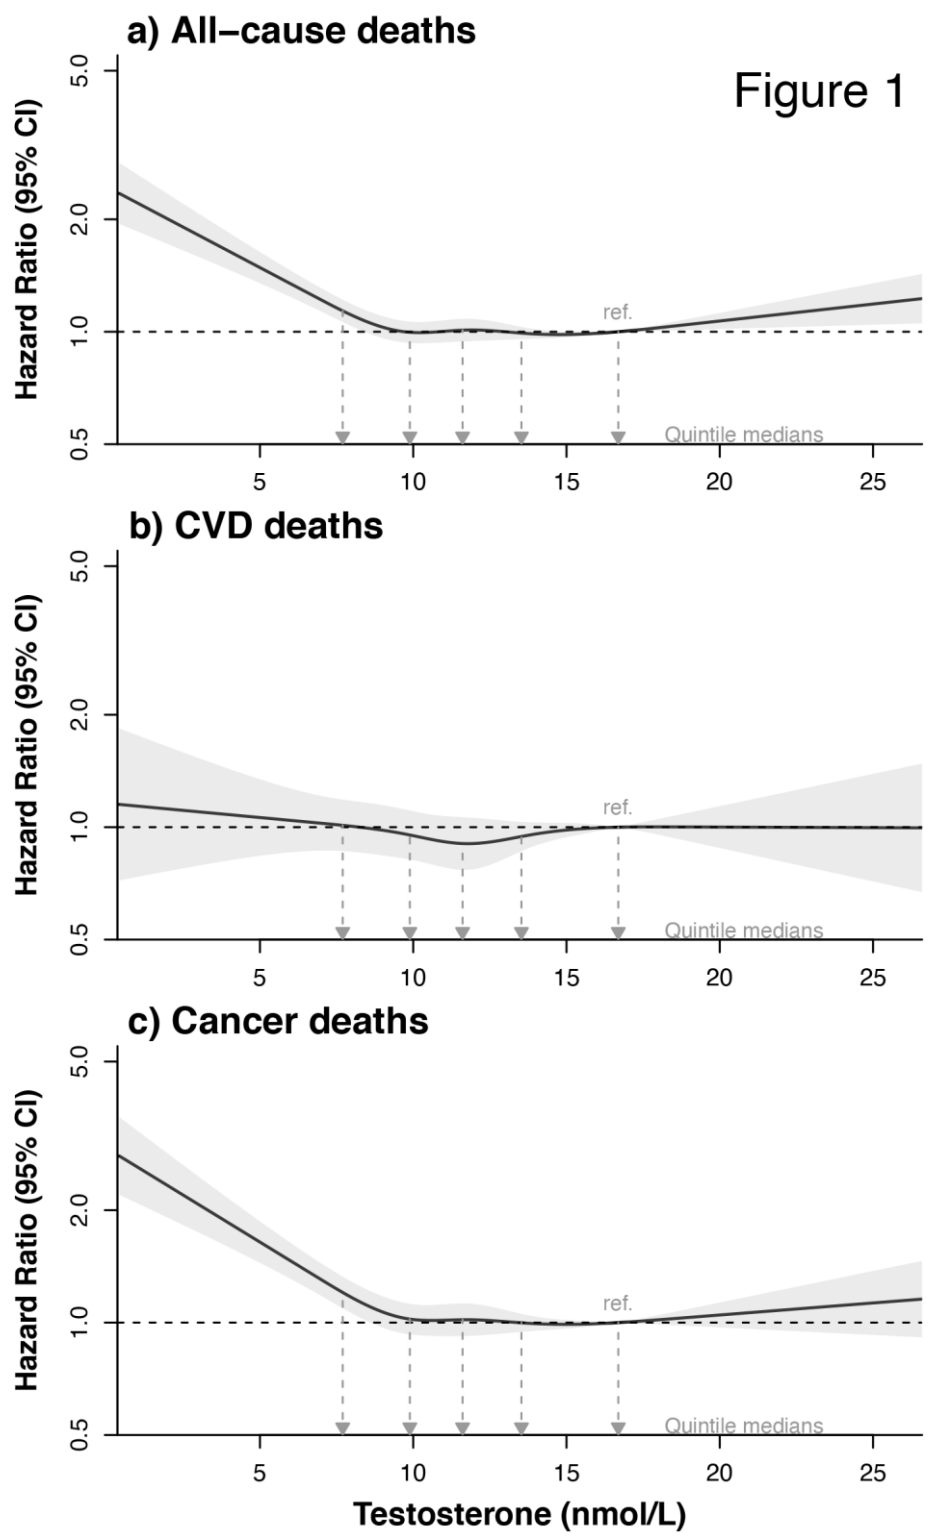 a) All–cause deaths
Figure 1
Hazard Ratio (95% CI)
5.0
2.0
1.0
0.5
ref.
Quintile medians
5 10 15 20 25
b) CVD deaths
Hazard Ratio (95% CI)
5.0
2.0
1.0
0.5
ref.
Quintile medians
5 10 15 20 25
c) Cancer deaths
Hazard Ratio (95% CI)
5.0
2.0
1.0
0.5
ref.
Quintile medians
5 10 15 20 25
Testosterone (nmol/L)